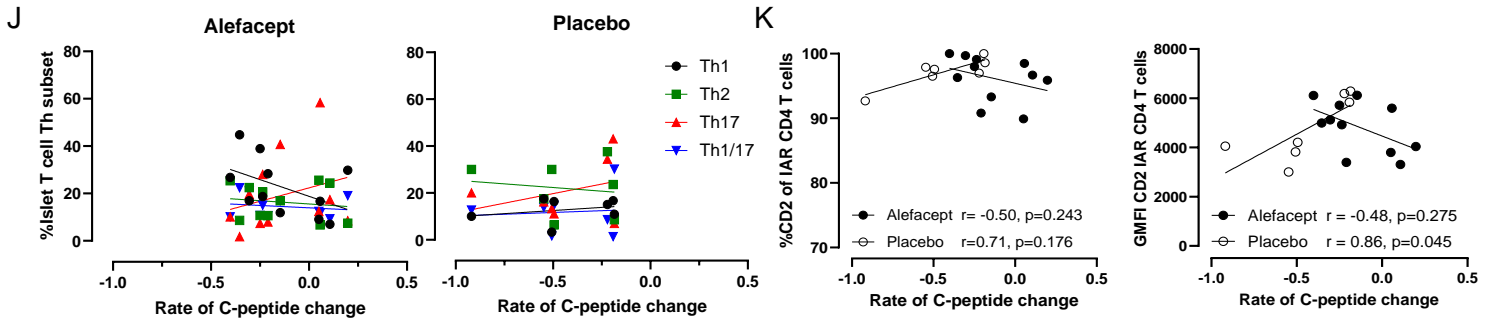 J
Alefacept
%Islet T cell Th subset
80
60
40
20
0
-1.0
-0.5
0.0
0.5
Rate of C-peptide change
Placebo
80
60
40
20
0
-1.0
-0.5
0.0
0.5
Rate of C-peptide change
Th1
Th2
Th17
Th1/17
K
%CD2 of IAR CD4 T cells
100
90
80
70
Alefacept r= -0.50, p=0.243
Placebo r=0.71, p=0.176
-1.0
-0.5
0.0
0.5
Rate of C-peptide change
GMFI CD2 IAR CD4 T cells
8000
6000
4000
2000
0
Alefacept r = -0.48, p=0.275
Placebo r = 0.86, p=0.045
-1.0
-0.5
0.0
0.5
Rate of C-peptide change